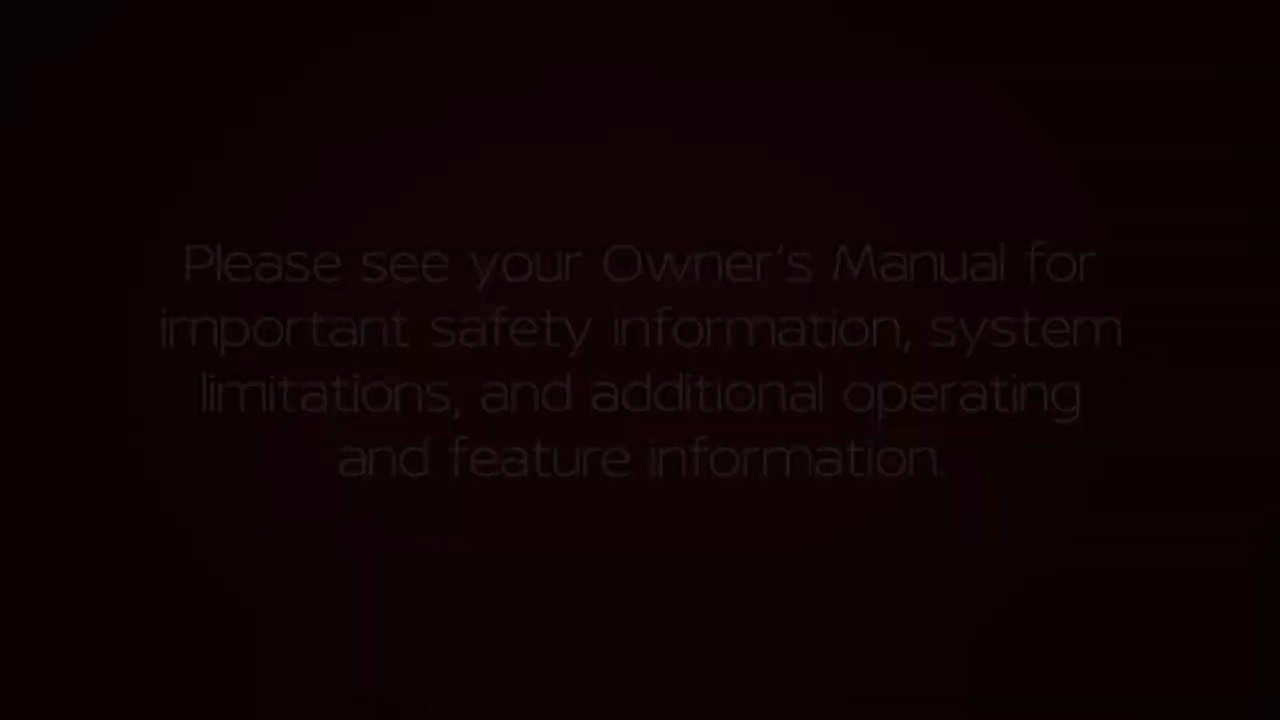 Please see your Owner's Manual for
important safety information, system
limitations, and additional operating
and feature information.